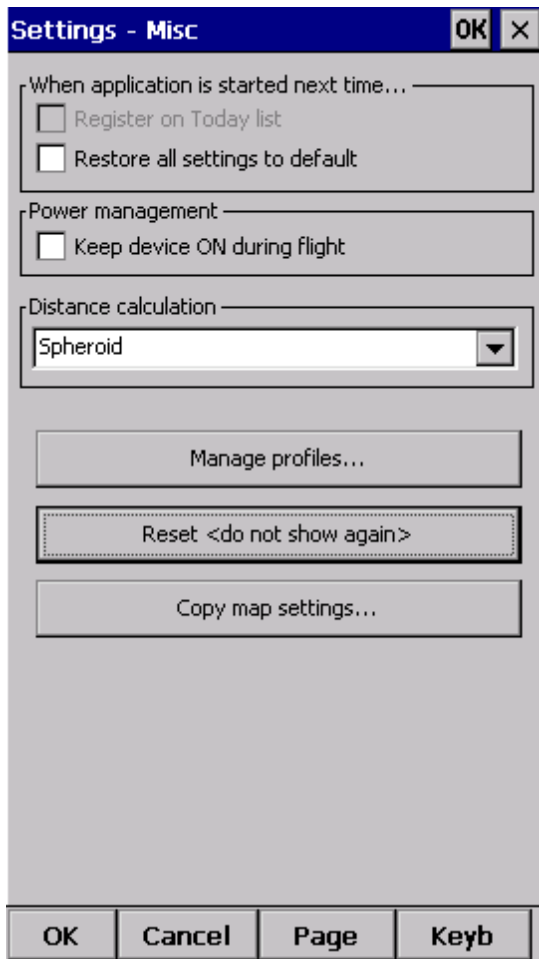 Settings - Misc OK ×
When application is started next time...
Register on Today list
Restore all settings to default
Power management
Keep device ON during flight
Distance calculation
Spheroid
Manage profiles...
Reset <do not show again>
Copy map settings...
OK Cancel Page Keyb